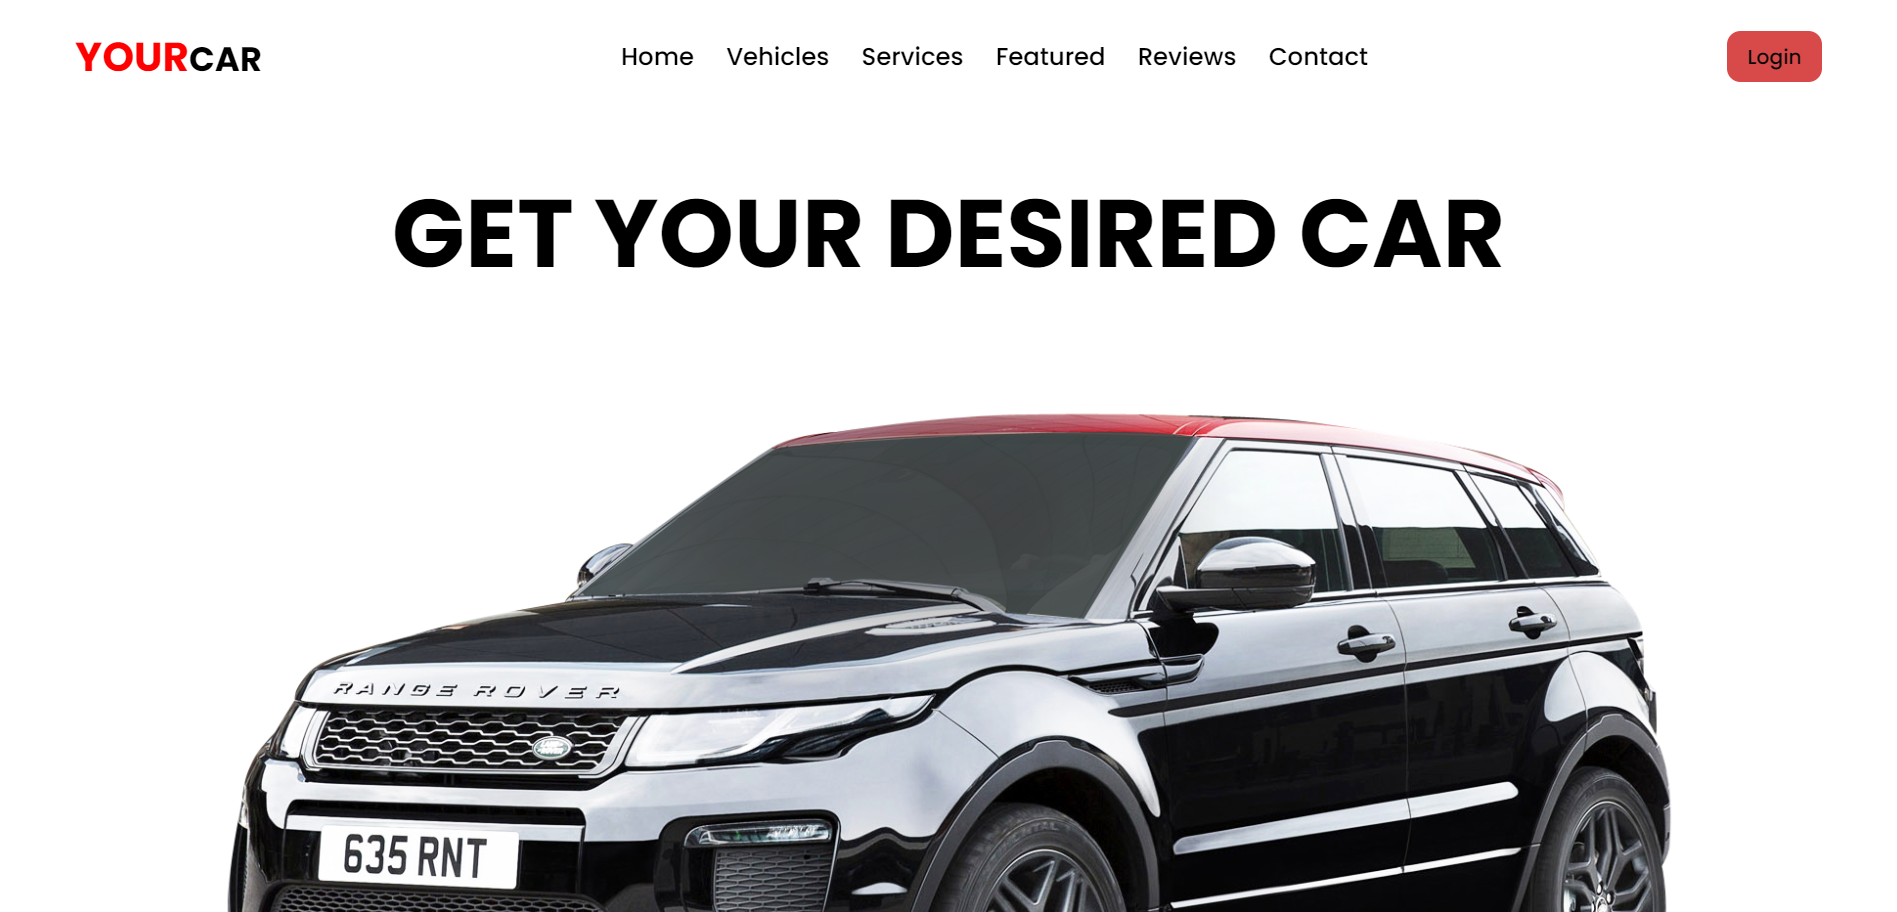 YOURCAR
Home Vehicles Services Featured Reviews Contact
Login
GET YOUR DESIRED CAR
RANGE ROVER
635 RNT